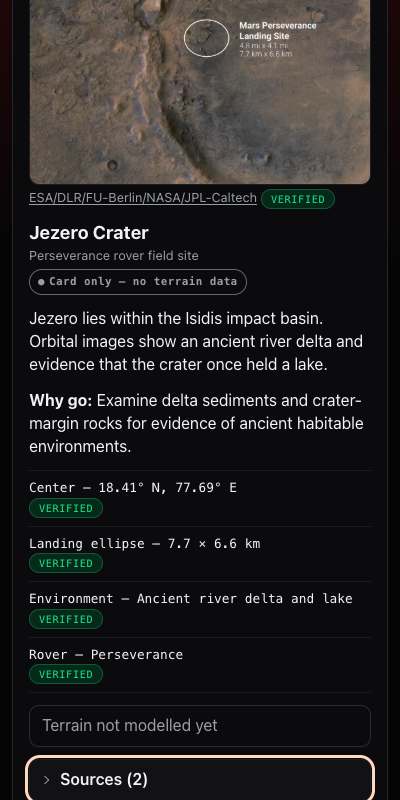 Mars Perseverance
Landing Site
4.8 mi x 4.1 mi
7.7 km x 6.6 km
ESA/DLR/FU-Berlin/NASA/JPL-Caltech VERIFIED
Jezero Crater
Perseverance rover field site
Card only — no terrain data
Jezero lies within the Isidis impact basin.
Orbital images show an ancient river delta and
evidence that the crater once held a lake.
Why go: Examine delta sediments and crater-
margin rocks for evidence of ancient habitable
environments.
Center — 18.41° N, 77.69° E
VERIFIED
Landing ellipse — 7.7 × 6.6 km
VERIFIED
Environment — Ancient river delta and lake
VERIFIED
Rover — Perseverance
VERIFIED
Terrain not modelled yet
Sources (2)